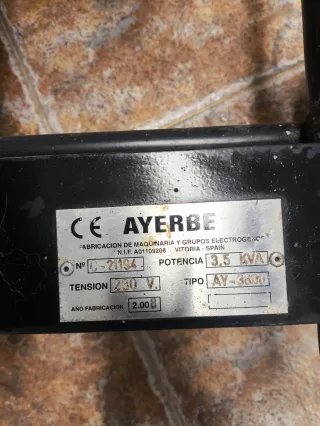 CE AYERBE
FABRICACION DE MAQUINARIA Y GRUPOS ELECTROGENOS
N.I.F. A01109206 VITORIA - SPAIN
Nº POTENCIA 3.5 KVA
TENSION 230 V. TIPO
AÑO FABRICACION